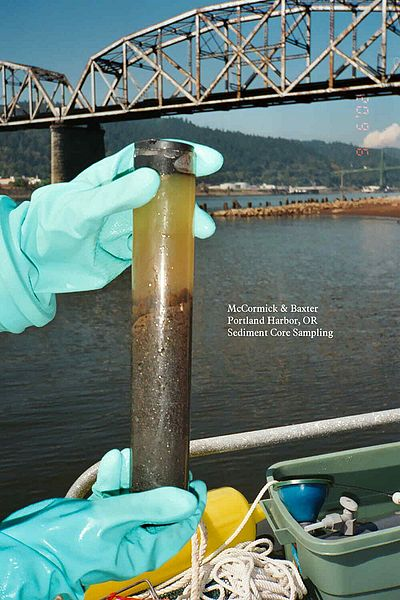 McCormick & Baxter
Portland Harbor, OR
Sediment Core Sampling